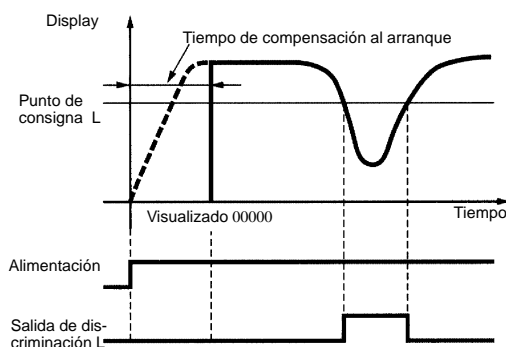 Display
Tiempo de compensación al arranque
Punto de
consigna L
Visualizado 00000
Tiempo
Alimentación
Salida de dis-
criminación L